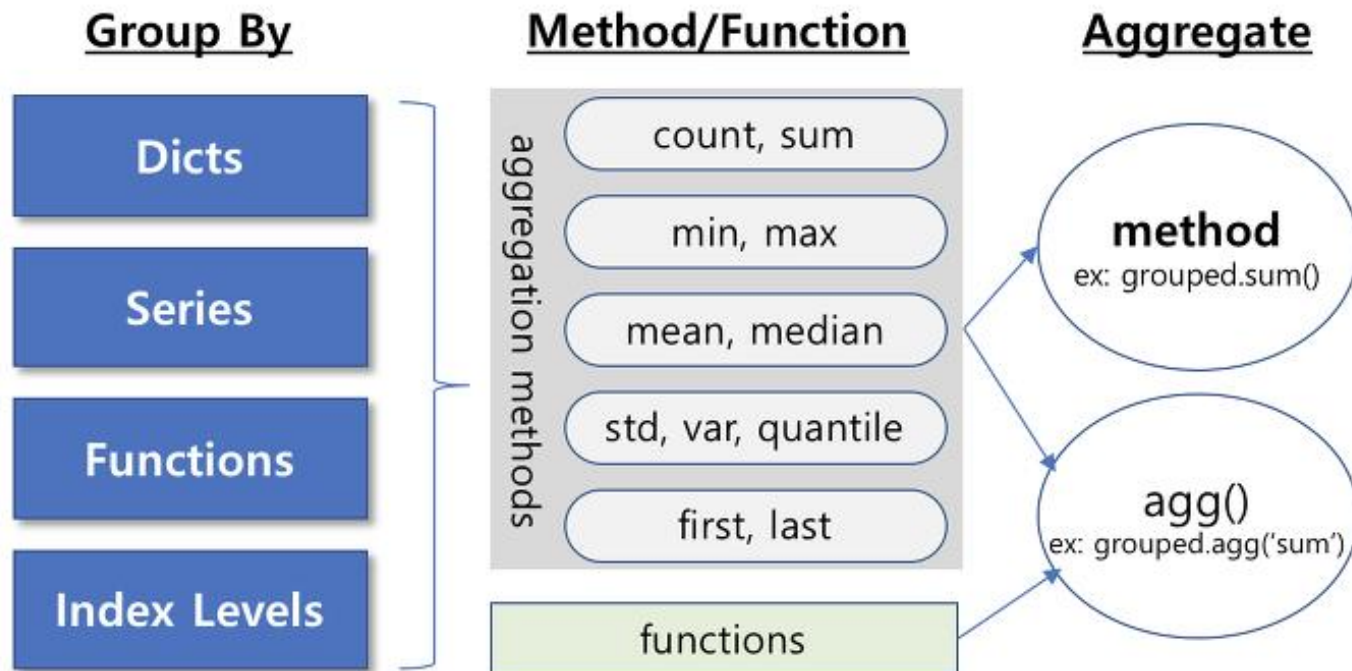 Group By
Method/Function
Aggregate
Dicts
Series
Functions
Index Levels
aggregation methods
count, sum
min, max
mean, median
std, var, quantile
first, last
functions
method
ex: grouped.sum()
agg()
ex: grouped.agg(‘sum’)